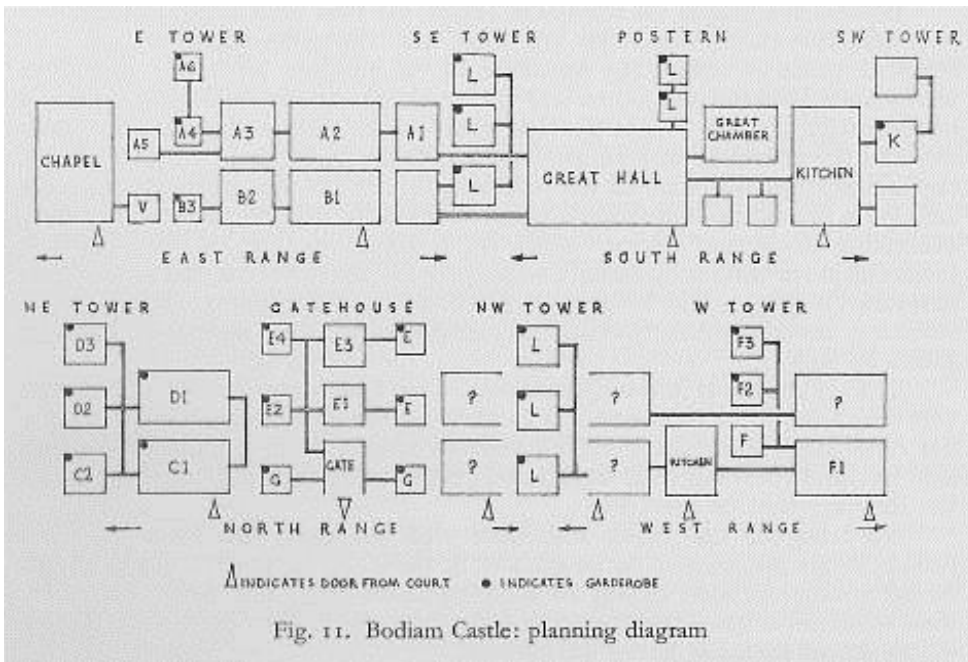 E TOWER SE TOWER POSTERN SW TOWER
A6 L L
A4 A3 A2 A1 L L GREAT CHAMBER
A5 K
CHAPEL GREAT HALL KITCHEN
V B3 B2 B1 L
EAST RANGE SOUTH RANGE
NE TOWER GATEHOUSE NW TOWER W TOWER
D3 E4 E3 E L F3
D2 D1 E2 E1 E ? L ? F2 ?
C2 C1 G GATE G ? L ? KITCHEN F F1
NORTH RANGE WEST RANGE
INDICATES DOOR FROM COURT INDICATES GARDEROBE
Fig. 11. Bodiam Castle: planning diagram